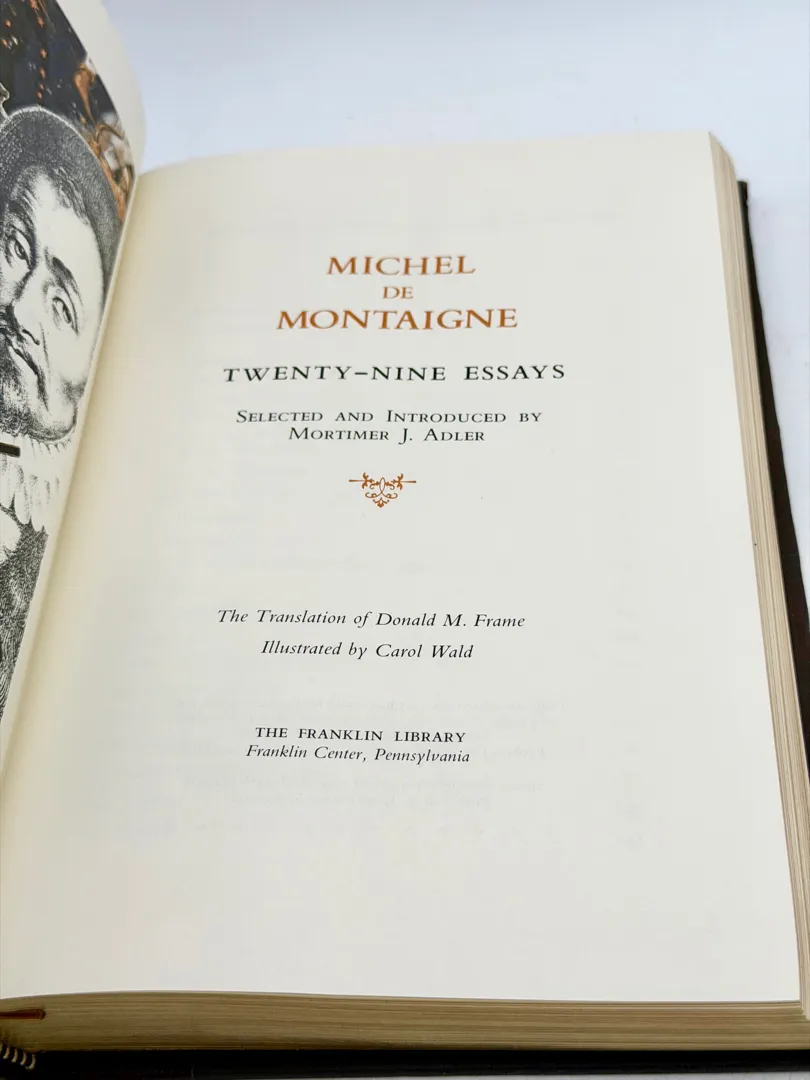 MICHEL
DE
MONTAIGNE
TWENTY-NINE ESSAYS
SELECTED AND INTRODUCED BY
MORTIMER J. ADLER
The Translation of Donald M. Frame
Illustrated by Carol Wald
THE FRANKLIN LIBRARY
Franklin Center, Pennsylvania